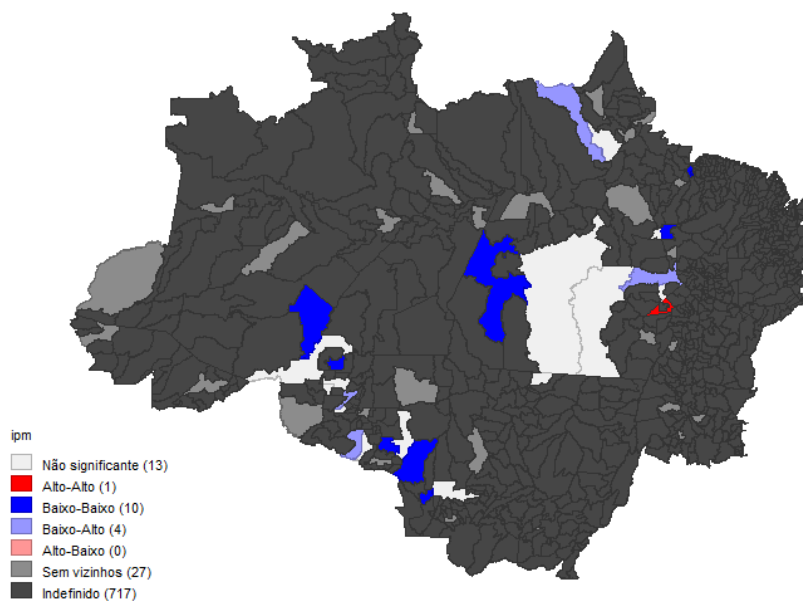 ipm
Não significante (13)
Alto-Alto (1)
Baixo-Baixo (10)
Baixo-Alto (4)
Alto-Baixo (0)
Sem vizinhos (27)
Indefinido (717)